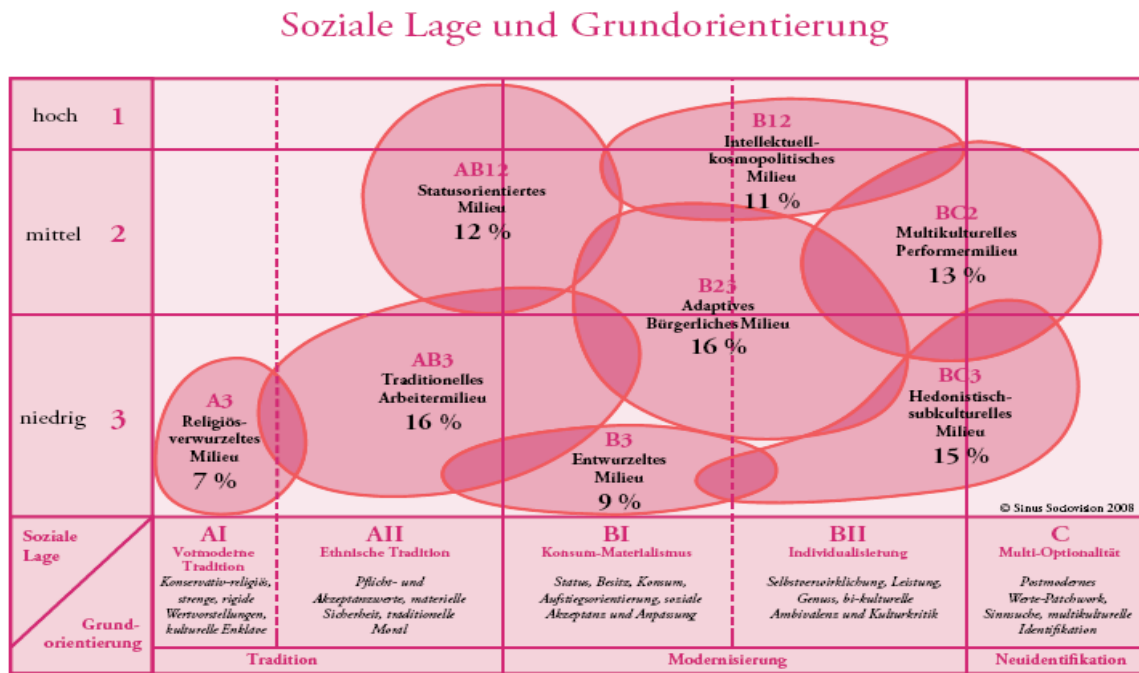 Soziale Lage und Grundorientierung
hoch 1
mittel 2
niedrig 3
AB12
Statusorientiertes
Milieu
12 %
B12
Intellektuell-
kosmopolitisches
Milieu
11 %
BC2
Multikulturelles
Performermilieu
13 %
B23
Adaptives
Bürgerliches Milieu
16 %
A3
Religiös-
verwurzeltes
Milieu
7 %
AB3
Traditionelles
Arbeitermilieu
16 %
B3
Entwurzeltes
Milieu
9 %
BC3
Hedonistisch-
subkulturelles
Milieu
15 %
© Sinus Sociovision 2008
Soziale
Lage
Grund-
orientierung
AI
Vormoderne
Tradition
Konservativ-religiös,
strenge, rigide
Wertvorstellungen,
kulturelle Enklave
AII
Ethnische Tradition
Pflicht- und
Akzeptanzwerte, materielle
Sicherheit, traditionelle
Moral
BI
Konsum-Materialismus
Status, Besitz, Konsum,
Aufstiegsorientierung, soziale
Akzeptanz und Anpassung
BII
Individualisierung
Selbstverwirklichung, Leistung,
Genuss, bi-kulturelle
Ambivalenz und Kulturkritik
C
Multi-Optionalität
Postmodernes
Werte-Patchwork,
Sinnsuche, multikulturelle
Identifikation
Tradition
Modernisierung
Neuidentifikation